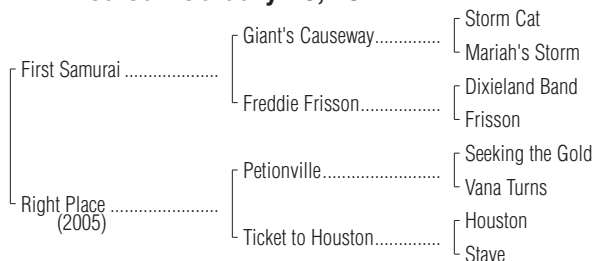 Storm Cat
Giant's Causeway
Mariah's Storm
First Samurai
Dixieland Band
Freddie Frisson
Frisson
Seeking the Gold
Petionville
Vana Turns
Right Place
(2005)
Houston
Ticket to Houston
Stave